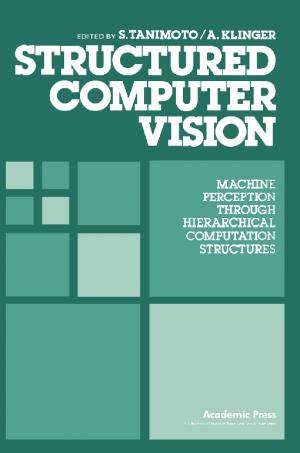 EDITED BY S.TANIMOTO/A. KLINGER
STRUCTURED
COMPUTER
VISION
MACHINE
PERCEPTION
THROUGH
HIERARCHICAL
COMPUTATION
STRUCTURES
Academic Press